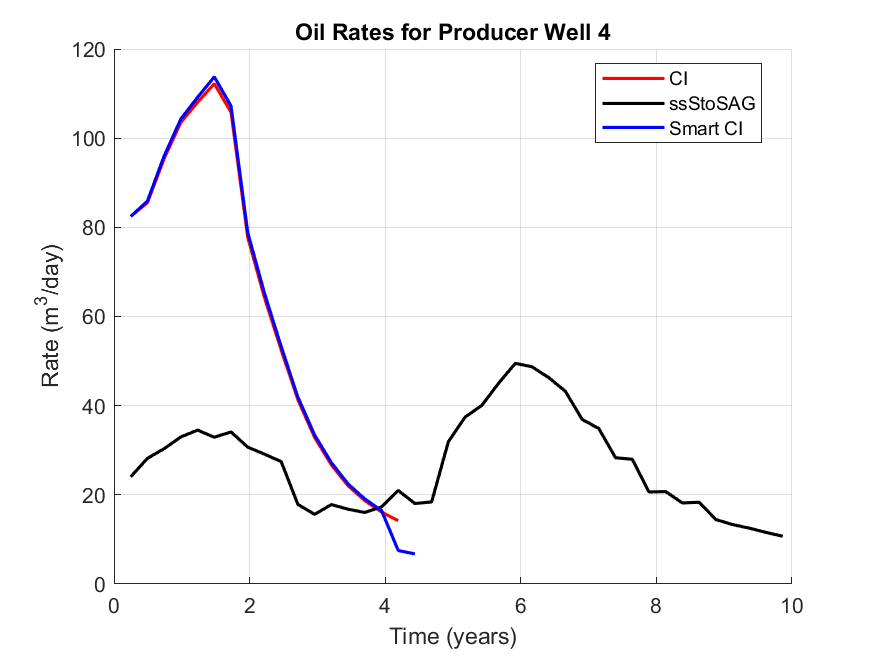 Oil Rates for Producer Well 4
120
100
80
60
40
20
0
Rate (m³/day)
CI
ssStoSAG
Smart CI
0 2 4 6 8 10
Time (years)